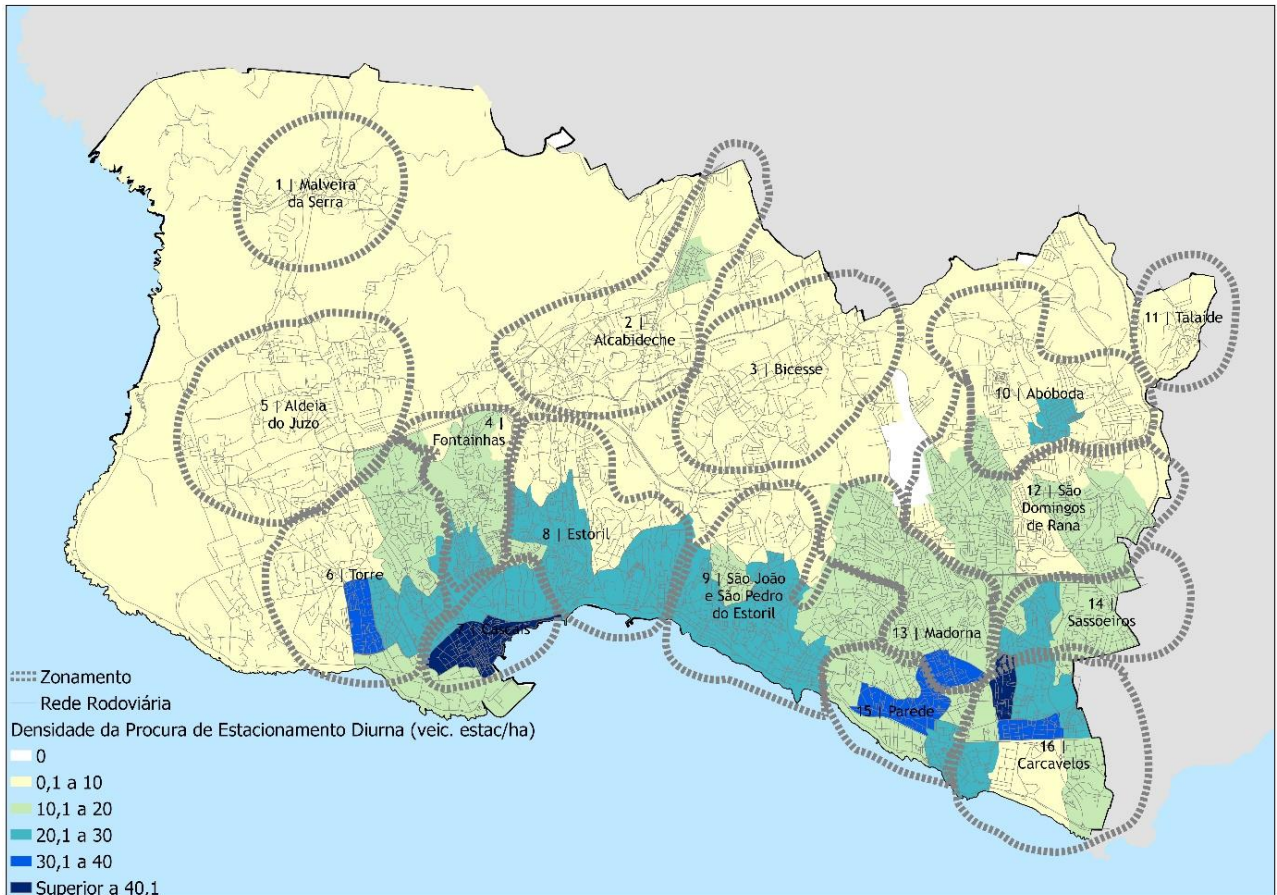 1 | Malveira
da Serra
2 |
Alcabideche
3 | Bicesse
11 | Talaíde
5 | Aldeia
do Juzo
4 |
Fontaínhas
10 | Abóboda
12 | São
Domingos
de Rana
8 | Estoril
6 | Torre
9 | São João
e São Pedro
do Estoril
14 |
Sassoeiros
13 | Madorna
Cascais
15 | Parede
16 |
Carcavelos
Zonamento
Rede Rodoviária
Densidade da Procura de Estacionamento Diurna (veic. estac/ha)
0
0,1 a 10
10,1 a 20
20,1 a 30
30,1 a 40
Superior a 40,1